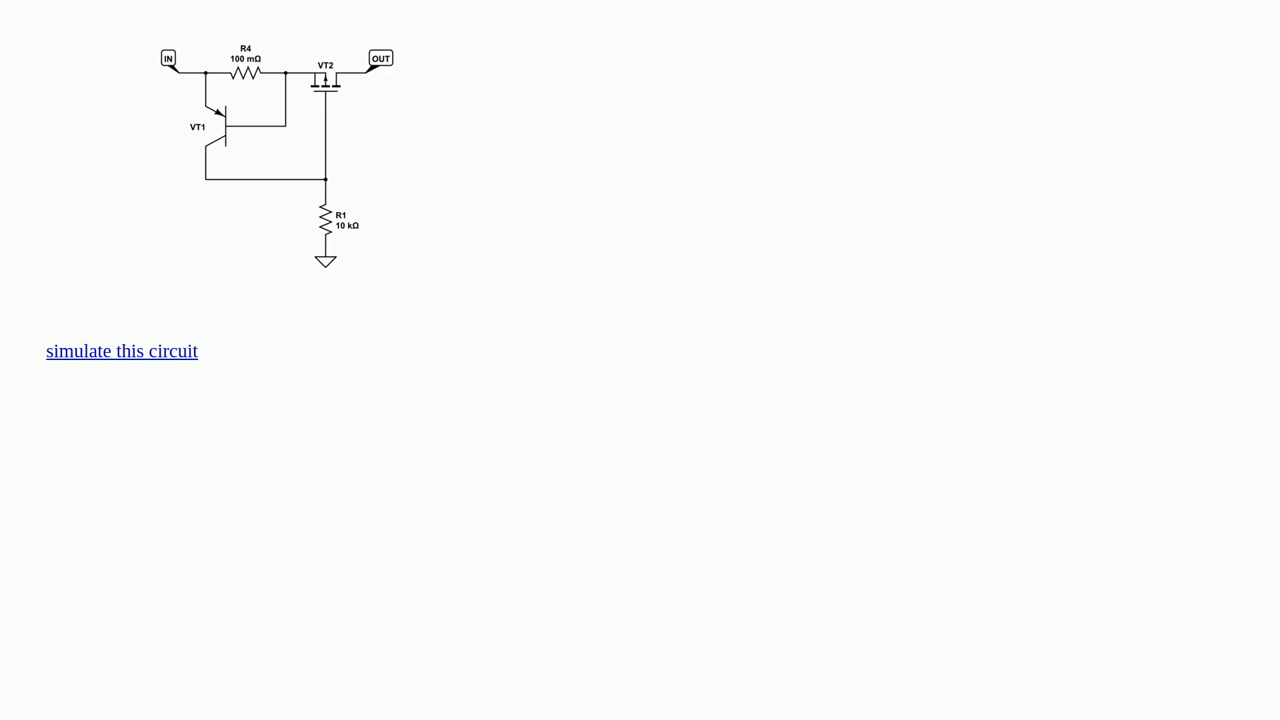 R4
100 mΩ
IN
OUT
VT2
VT1
R1
10 kΩ
simulate this circuit